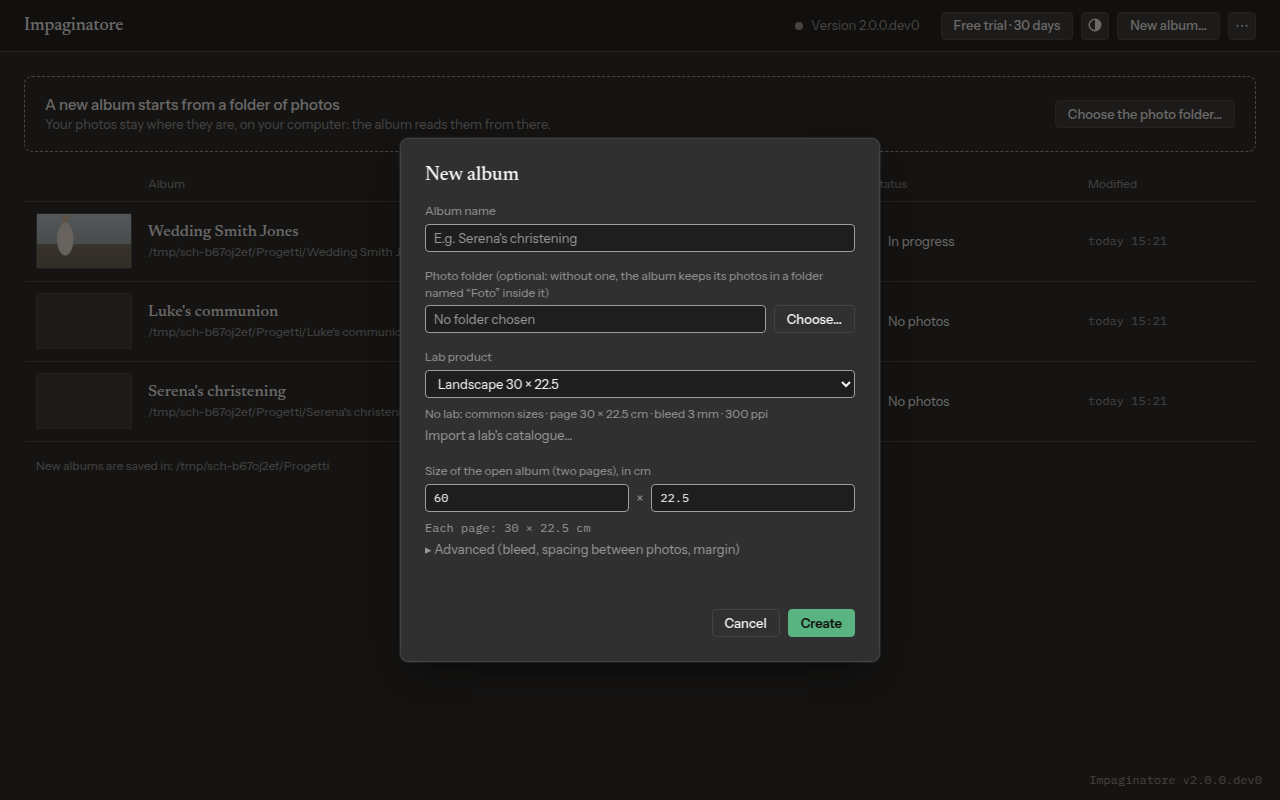 Impaginatore
Version 2.0.0.dev0
Free trial · 30 days
New album…
…
A new album starts from a folder of photos
Your photos stay where they are, on your computer: the album reads them from there.
Choose the photo folder…
Album
Modified
Wedding Smith Jones
/tmp/sch-b67oj2ef/Progetti/Wedding Smith
In progress
today 15:21
Luke's communion
/tmp/sch-b67oj2ef/Progetti/Luke's
No photos
today 15:21
Serena's christening
/tmp/sch-b67oj2ef/Progetti/Serena's
No photos
today 15:21
New albums are saved in: /tmp/sch-b67oj2ef/Progetti
New album
Album name
E.g. Serena's christening
Photo folder (optional: without one, the album keeps its photos in a folder
named “Foto” inside it)
No folder chosen
Choose…
Lab product
Landscape 30 × 22.5
No lab: common sizes · page 30 × 22.5 cm · bleed 3 mm · 300 ppi
Import a lab's catalogue…
Size of the open album (two pages), in cm
60 × 22.5
Each page: 30 × 22.5 cm
▸ Advanced (bleed, spacing between photos, margin)
Cancel
Create
Impaginatore v2.0.0.dev0